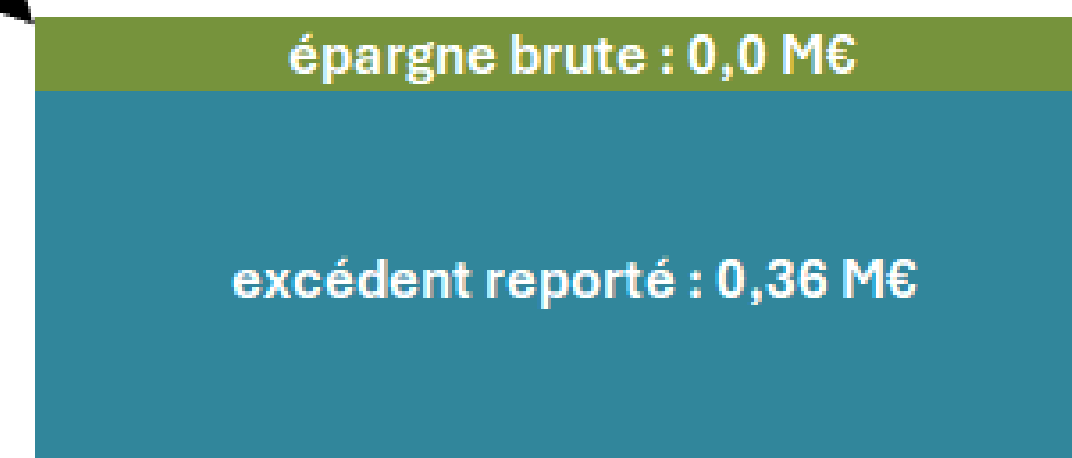 épargne brute : 0,0 M€
excédent reporté : 0,36 M€